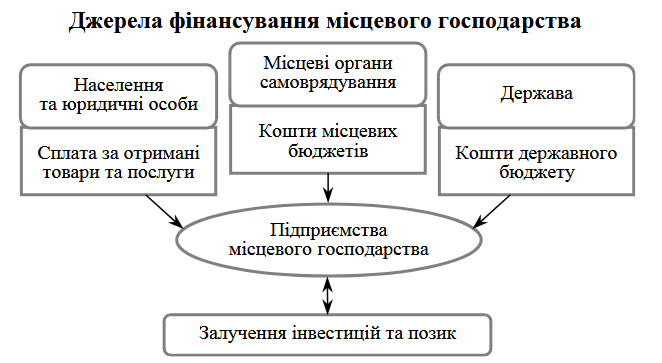 Джерела фінансування місцевого господарства
Населення
та юридичні особи
Сплата за отримані
товари та послуги
Місцеві органи
самоврядування
Кошти місцевих
бюджетів
Держава
Кошти державного
бюджету
Підприємства
місцевого господарства
Залучення інвестицій та позик